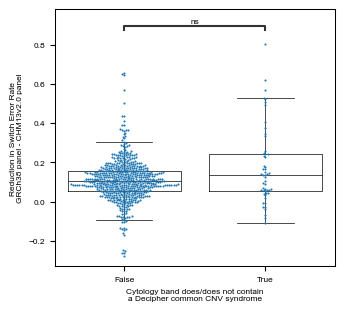 ns
Reduction in Switch Error Rate
GRCh38 panel - CHM13v2.0 panel
0.8
0.6
0.4
0.2
0.0
−0.2
False
True
Cytology band does/does not contain
a Decipher common CNV syndrome